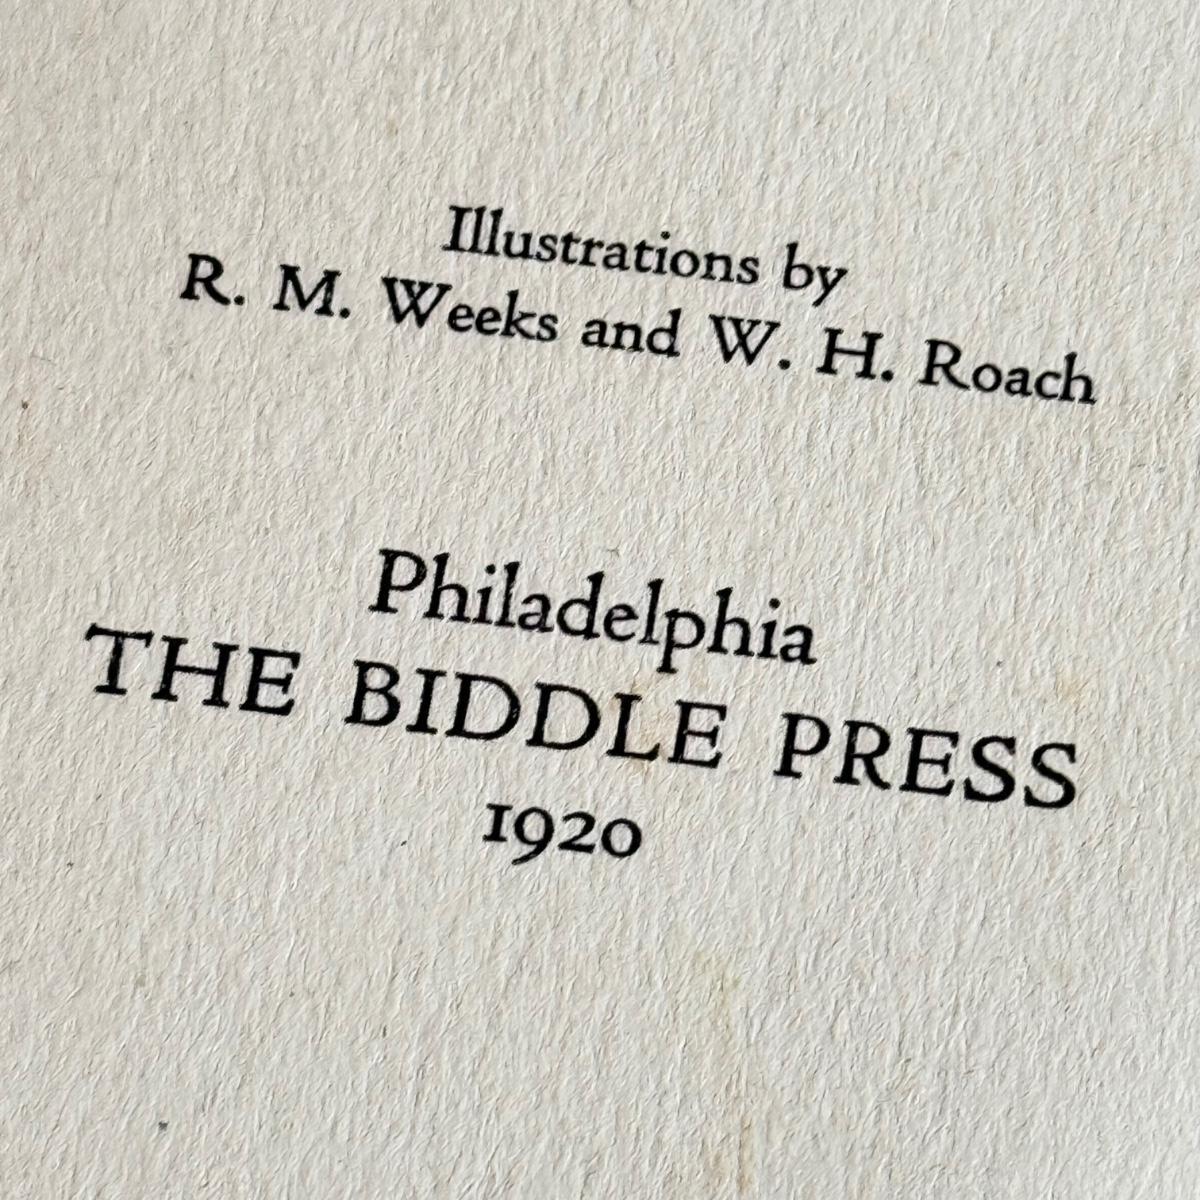 Illustrations by
R. M. Weeks and W. H. Roach
Philadelphia
THE BIDDLE PRESS
1920